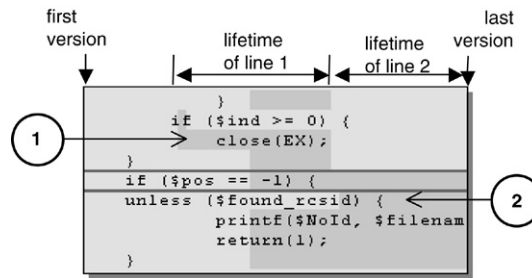 first
version
lifetime
of line 1
lifetime
of line 2
last
version
}
if ($ind >= 0) {
close(EX);
}
if ($pos == -1) {
unless ($found_rcsid) {
printf($NoId, $filenam
return(1);
}
1
2